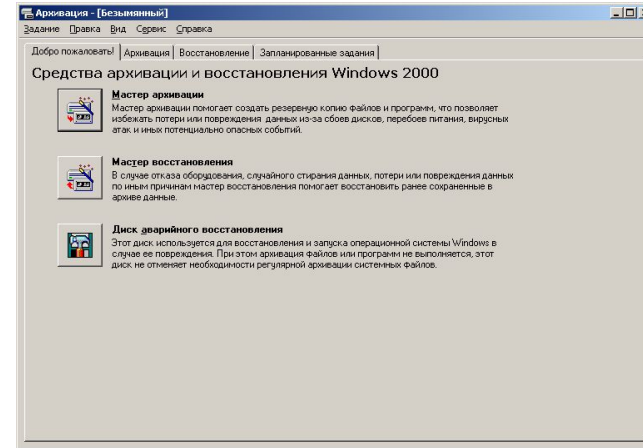 Архивация - [Безымянный]
Задание Правка Вид Сервис Справка
Добро пожаловать! Архивация Восстановление Запланированные задания
Средства архивации и восстановления Windows 2000
Мастер архивации
Мастер архивации помогает создать резервную копию файлов и программ, что позволяет
избежать потери или повреждения данных из-за сбоев дисков, перебоев питания, вирусных
атак и иных потенциально опасных событий.
Мастер восстановления
В случае отказа оборудования, случайного стирания данных, потери или повреждения данных
по иным причинам мастер восстановления помогает восстановить ранее сохраненные в
архиве данные.
Диск аварийного восстановления
Этот диск используется для восстановления и запуска операционной системы Windows в
случае ее повреждения. При этом архивация файлов или программ не выполняется, этот
диск не отменяет необходимости регулярной архивации системных файлов.